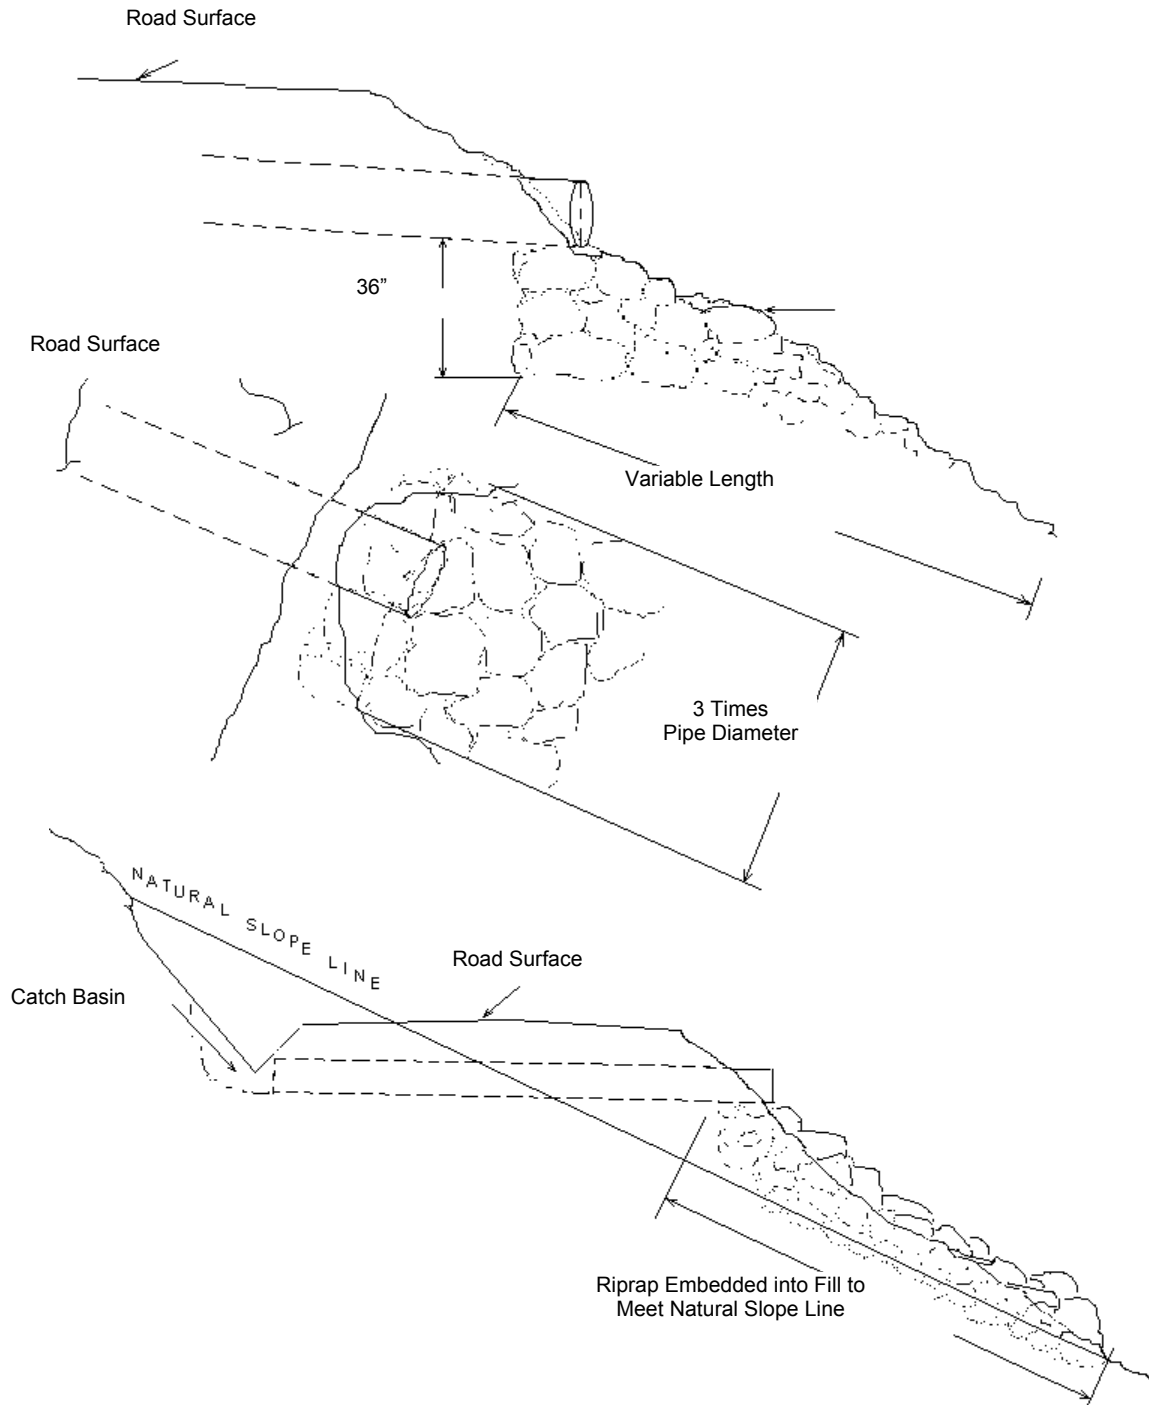 Road Surface
36”
Road Surface
Variable Length
3 Times
Pipe Diameter
NATURAL SLOPE LINE
Road Surface
Catch Basin
Riprap Embedded into Fill to
Meet Natural Slope Line